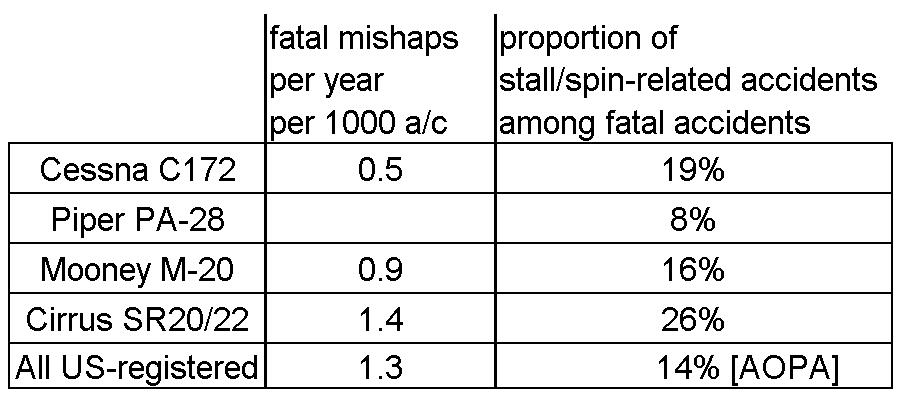 fatal mishaps
per year
per 1000 a/c
proportion of
stall/spin-related accidents
among fatal accidents
Cessna C172 0.5 19%
Piper PA-28 8%
Mooney M-20 0.9 16%
Cirrus SR20/22 1.4 26%
All US-registered 1.3 14% [AOPA]